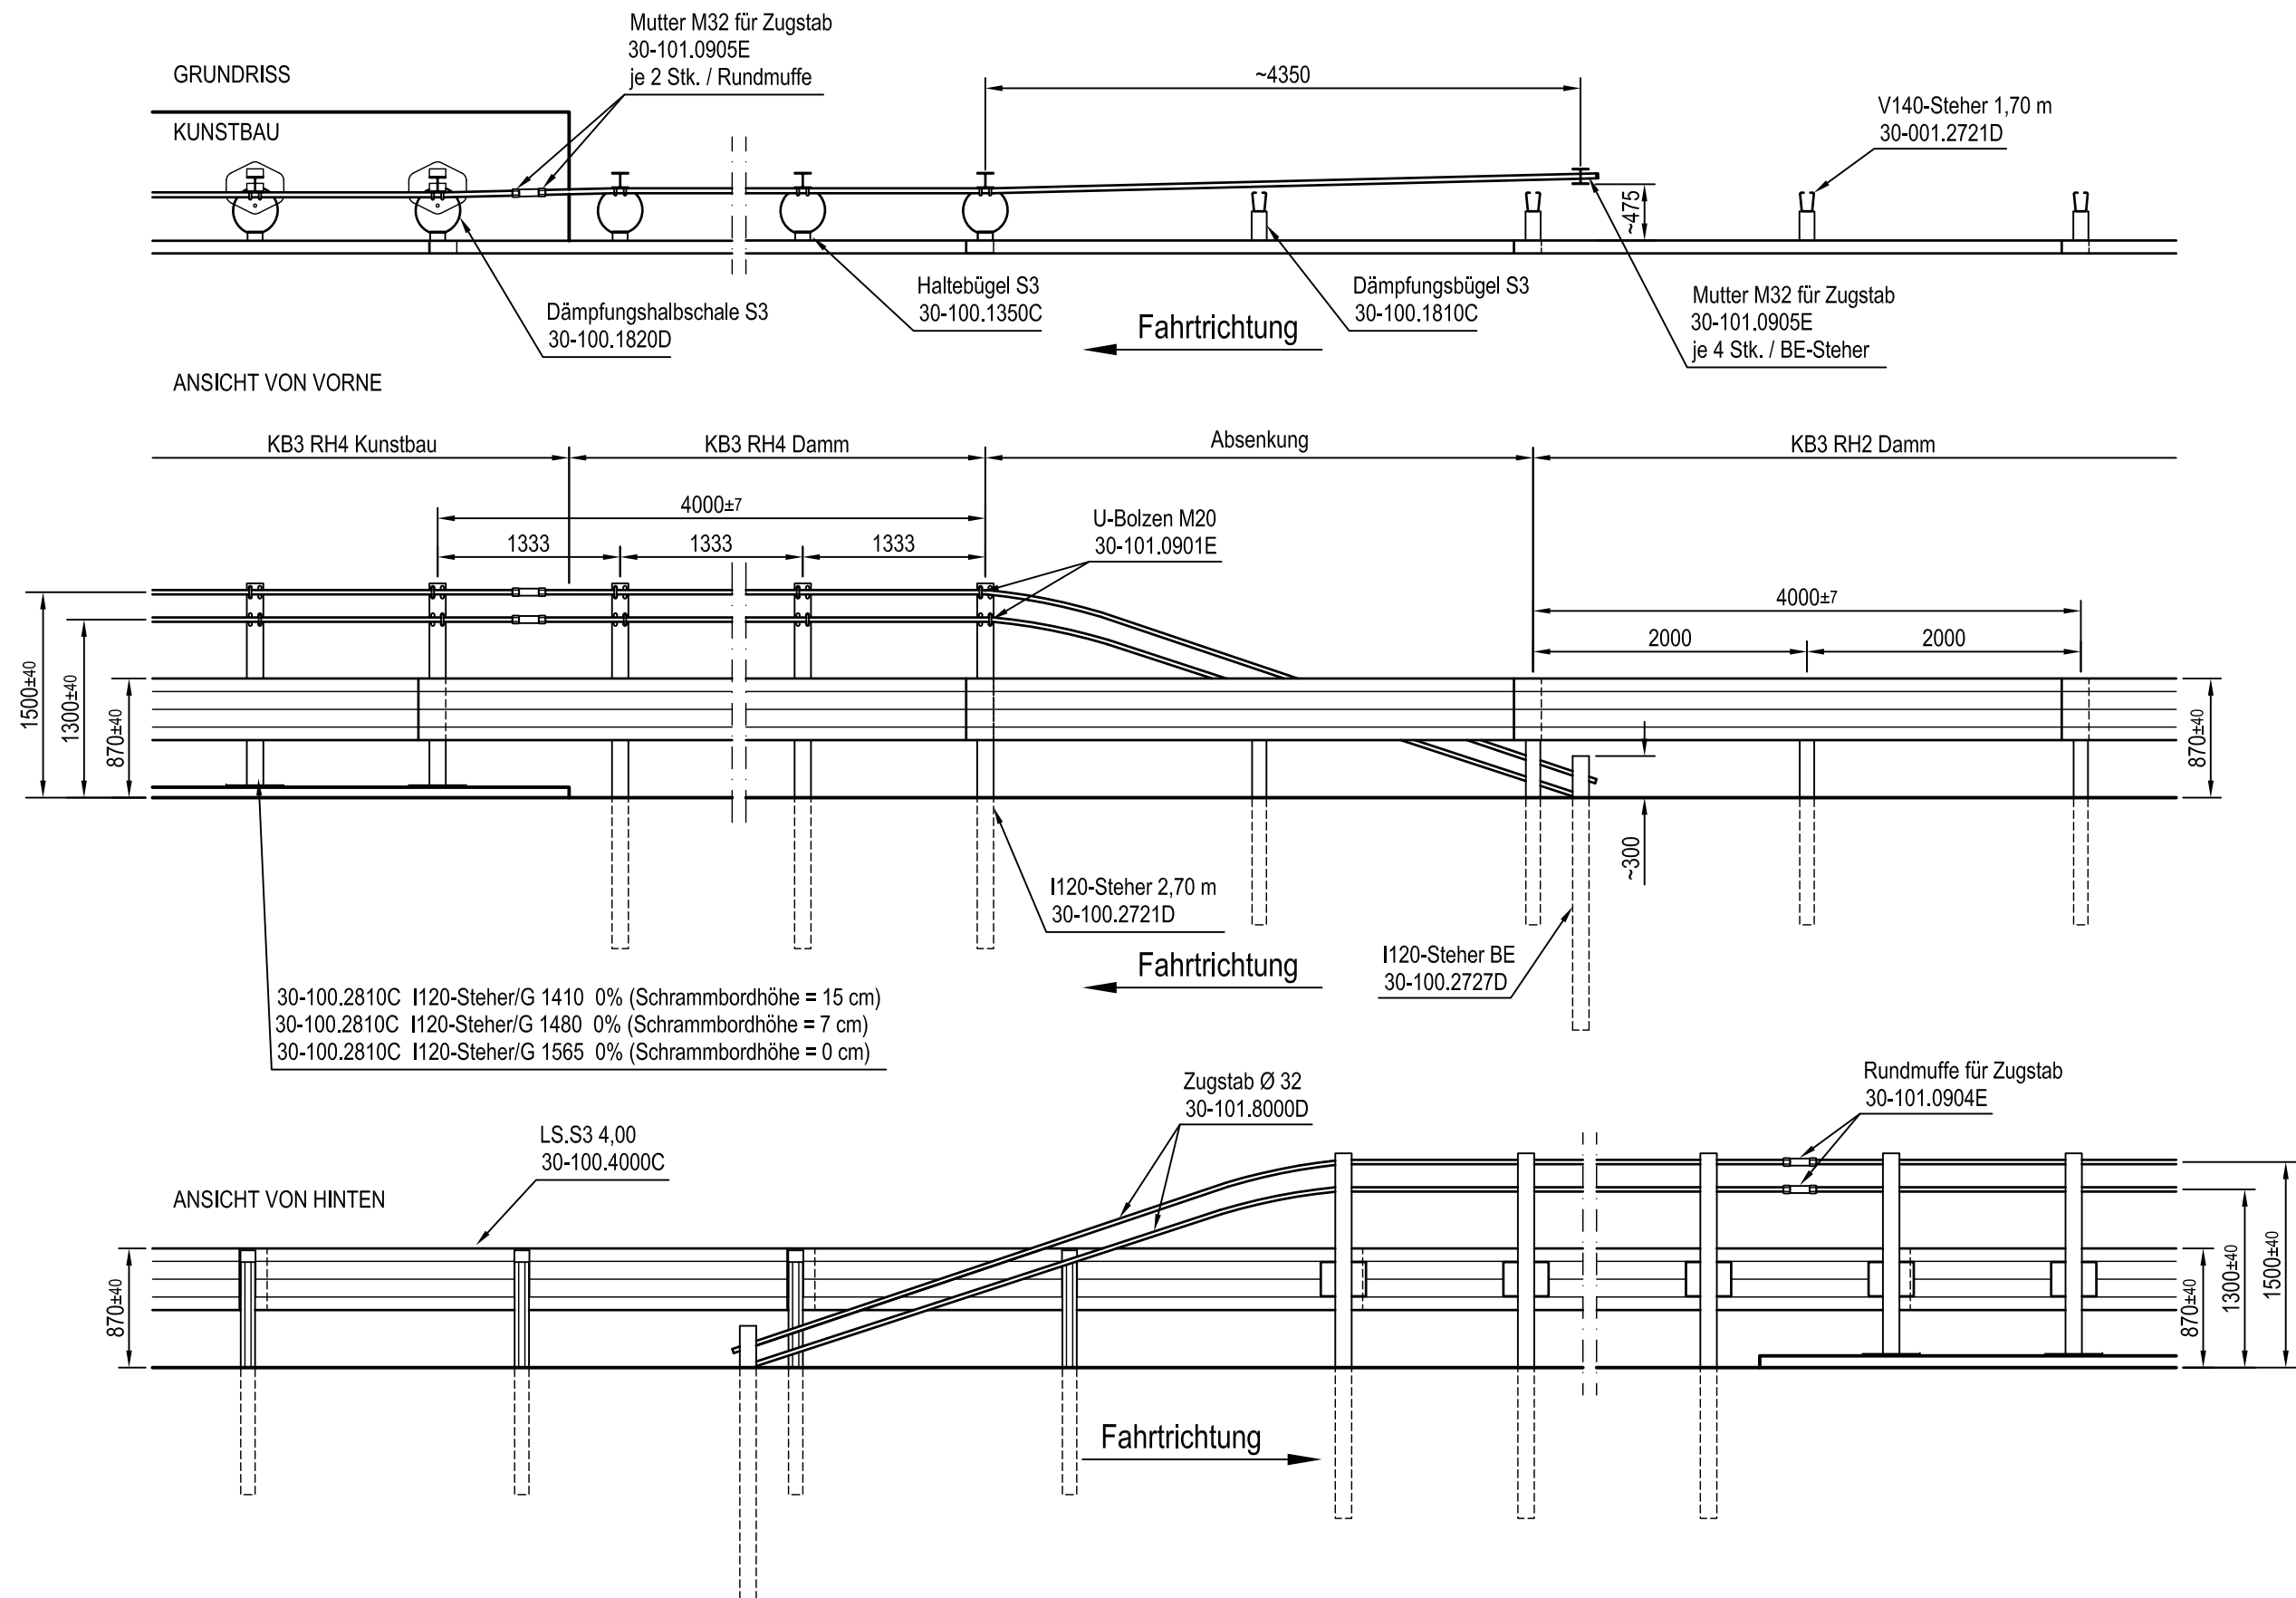 GRUNDRISS
KUNSTBAU
Mutter M32 für Zugstab
30-101.0905E
je 2 Stk. / Rundmuffe
~4350
V140-Steher 1,70 m
30-001.2721D
~475
Dämpfungshalbschale S3
30-100.1820D
Haltebügel S3
30-100.1350C
Fahrtrichtung
Dämpfungsbügel S3
30-100.1810C
Mutter M32 für Zugstab
30-101.0905E
je 4 Stk. / BE-Steher
ANSICHT VON VORNE
KB3 RH4 Kunstbau
KB3 RH4 Damm
Absenkung
KB3 RH2 Damm
4000±7
1333
1333
1333
U-Bolzen M20
30-101.0901E
4000±7
2000
2000
1500±40
1300±40
870±40
870±40
~300
I120-Steher 2,70 m
30-100.2721D
Fahrtrichtung
I120-Steher BE
30-100.2727D
30-100.2810C I120-Steher/G 1410 0% (Schrammbordhöhe = 15 cm)
30-100.2810C I120-Steher/G 1480 0% (Schrammbordhöhe = 7 cm)
30-100.2810C I120-Steher/G 1565 0% (Schrammbordhöhe = 0 cm)
Zugstab Ø 32
30-101.8000D
Rundmuffe für Zugstab
30-101.0904E
LS.S3 4,00
30-100.4000C
ANSICHT VON HINTEN
870±40
870±40
1300±40
1500±40
Fahrtrichtung